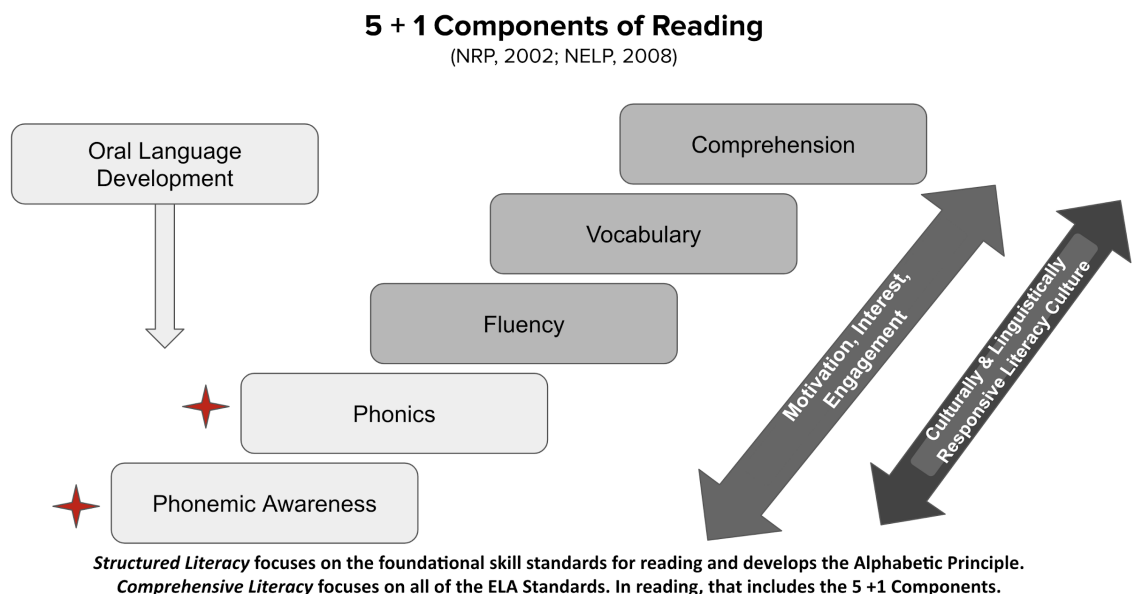 5 + 1 Components of Reading
(NRP, 2002; NELP, 2008)
Oral Language
Development
Comprehension
Vocabulary
Fluency
Phonics
Phonemic Awareness
Motivation, Interest,
Engagement
Culturally & Linguistically
Responsive Literacy Culture
Structured Literacy focuses on the foundational skill standards for reading and develops the Alphabetic Principle.
Comprehensive Literacy focuses on all of the ELA Standards. In reading, that includes the 5 +1 Components.